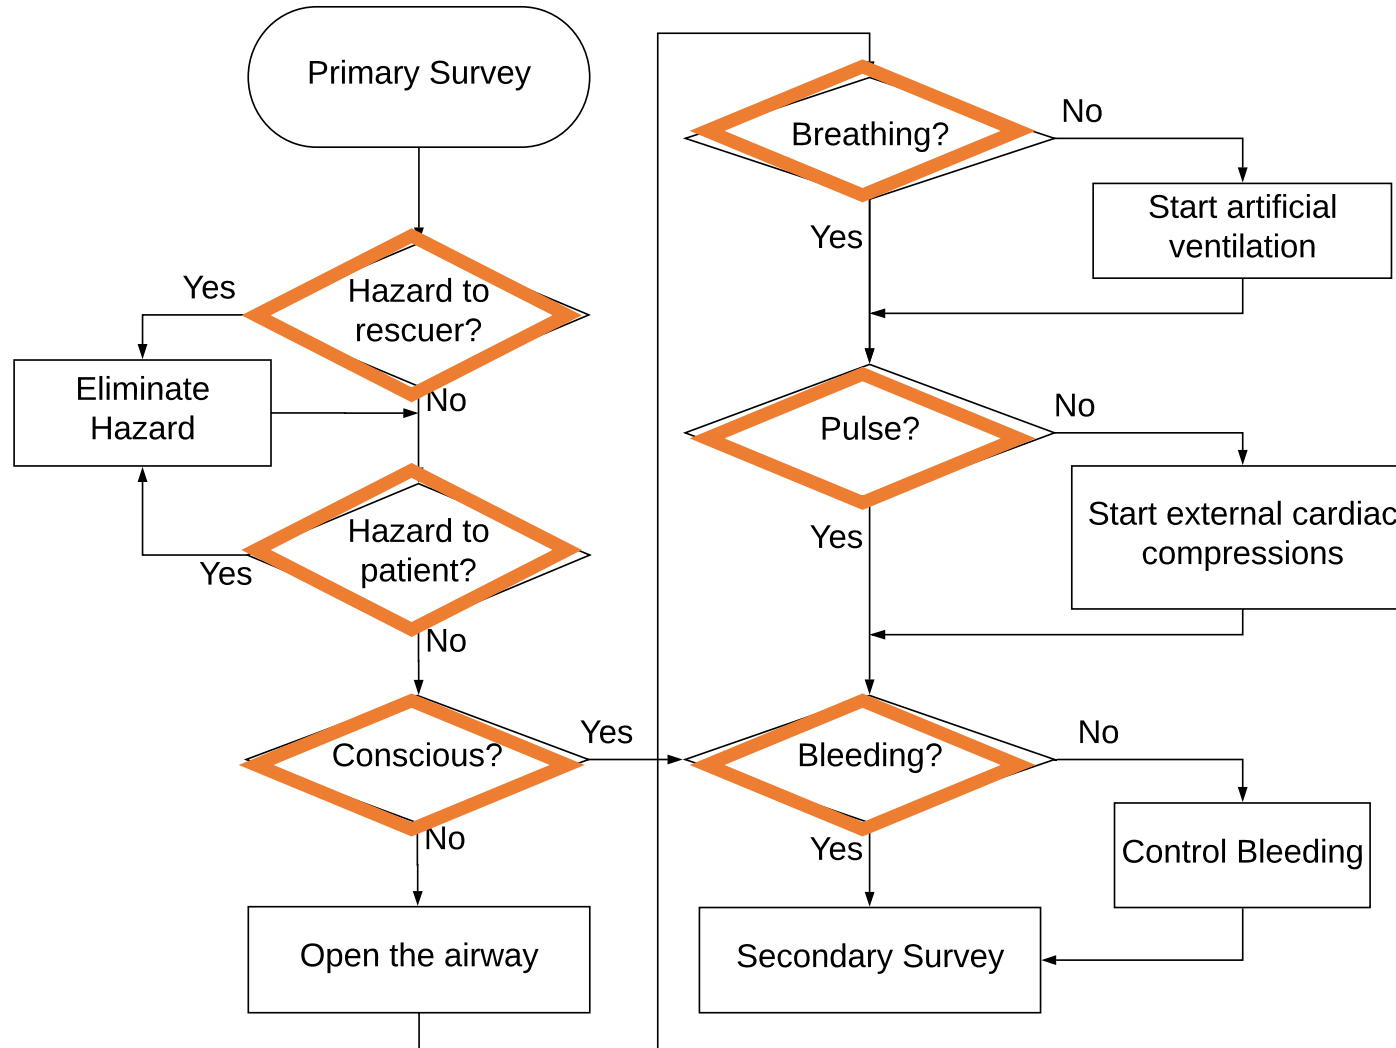 Primary Survey
Hazard to
rescuer?
Yes
No
Eliminate
Hazard
Hazard to
patient?
Yes
No
Conscious?
Yes
No
Open the airway
Breathing?
No
Yes
Start artificial
ventilation
Pulse?
No
Yes
Start external cardiac
compressions
Bleeding?
No
Yes
Control Bleeding
Secondary Survey